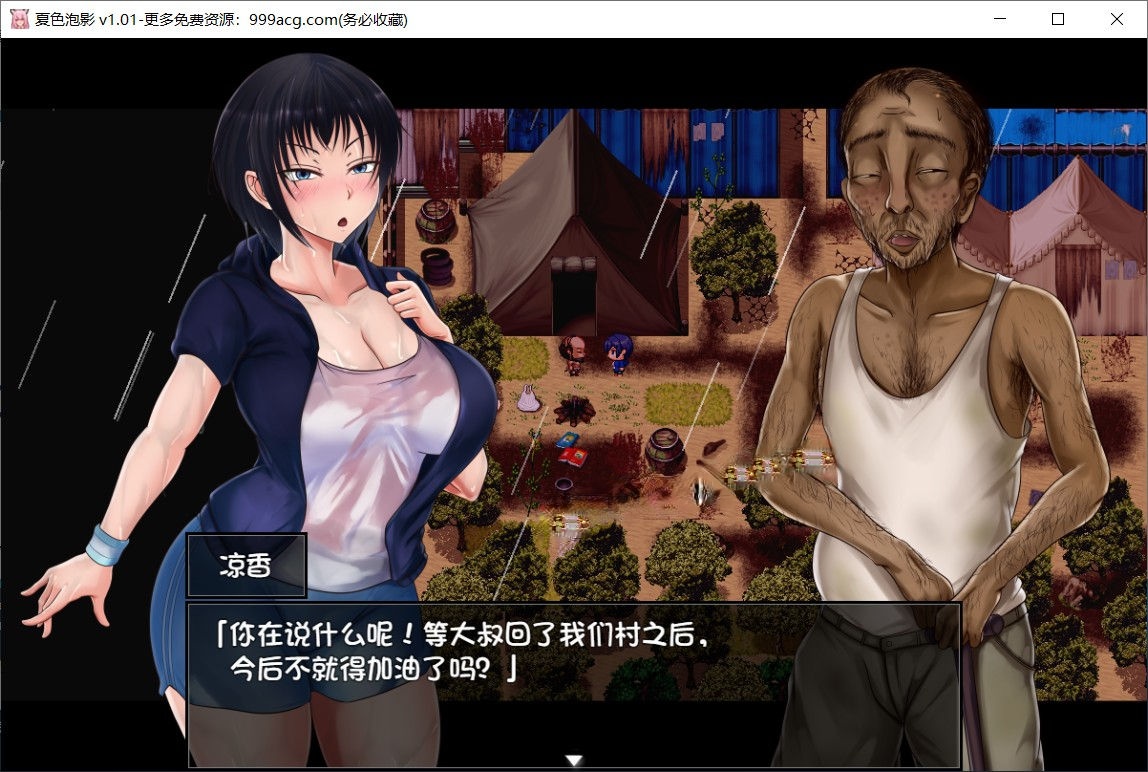 夏色泡影 v1.01-更多免费资源：999acg.com(务必收藏)
凉香
「你在说什么呢！等大叔回了我们村之后，
今后不就得加油了吗？」